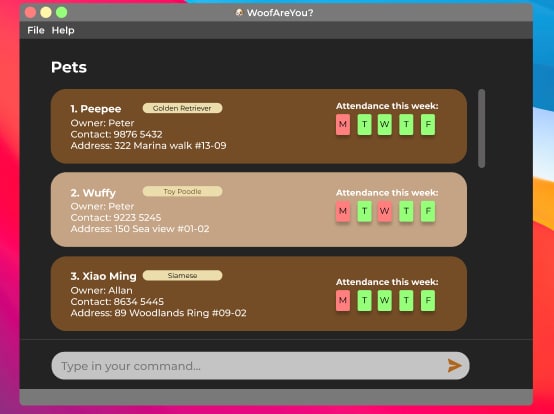 WoofAreYou?
File Help
Pets
1. Peepee Golden Retriever
Owner: Peter
Contact: 9876 5432
Address: 322 Marina walk #13-09
Attendance this week:
M T W T F
2. Wuffy Toy Poodle
Owner: Peter
Contact: 9223 5245
Address: 150 Sea view #01-02
Attendance this week:
M T W T F
3. Xiao Ming Siamese
Owner: Allan
Contact: 8634 5445
Address: 89 Woodlands Ring #09-02
Attendance this week:
M T W T F
Type in your command...